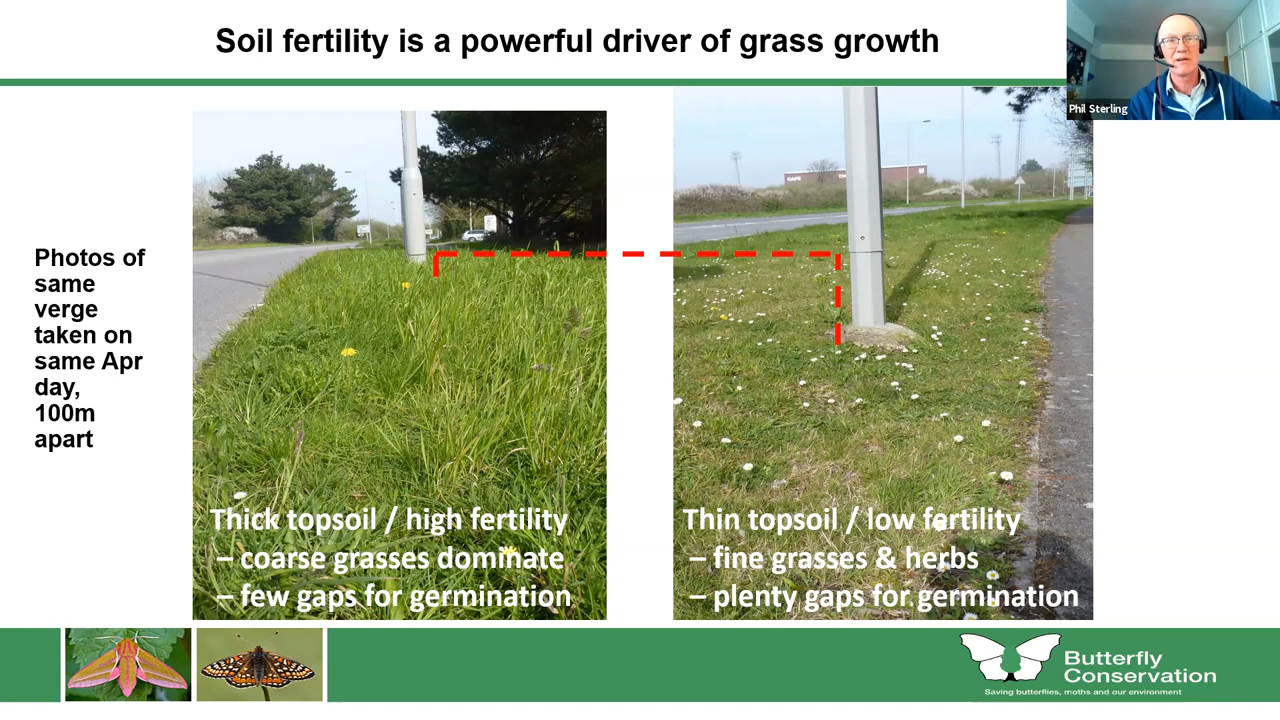 Soil fertility is a powerful driver of grass growth
Phil Sterling
Photos of
same
verge
taken on
same Apr
day,
100m
apart
Thick topsoil / high fertility
– coarse grasses dominate
– few gaps for germination
Thin topsoil / low fertility
– fine grasses & herbs
– plenty gaps for germination
Butterfly
Conservation
Saving butterflies, moths and our environment